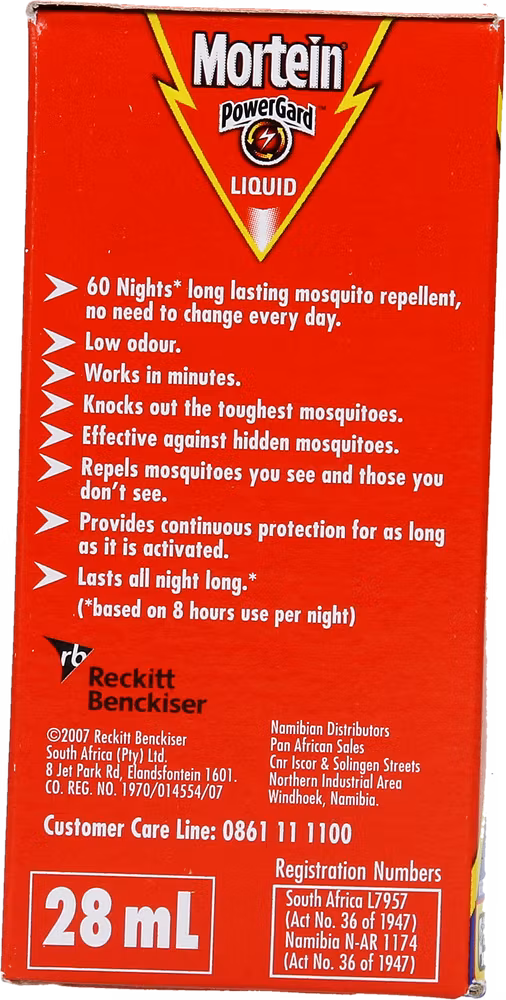 Mortein
PowerGard™
LIQUID
60 Nights* long lasting mosquito repellent,
no need to change every day.
Low odour.
Works in minutes.
Knocks out the toughest mosquitoes.
Effective against hidden mosquitoes.
Repels mosquitoes you see and those you
don't see.
Provides continuous protection for as long
as it is activated.
Lasts all night long.*
(*based on 8 hours use per night)
rb
Reckitt
Benckiser
©2007 Reckitt Benckiser
South Africa (Pty) Ltd.
8 Jet Park Rd, Elandsfontein 1601.
CO. REG. NO. 1970/014554/07
Namibian Distributors
Pan African Sales
Cnr Iscor & Solingen Streets
Northern Industrial Area
Windhoek, Namibia.
Customer Care Line: 0861 11 1100
28 mL
Registration Numbers
South Africa L7957
(Act No. 36 of 1947)
Namibia N-AR 1174
(Act No. 36 of 1947)